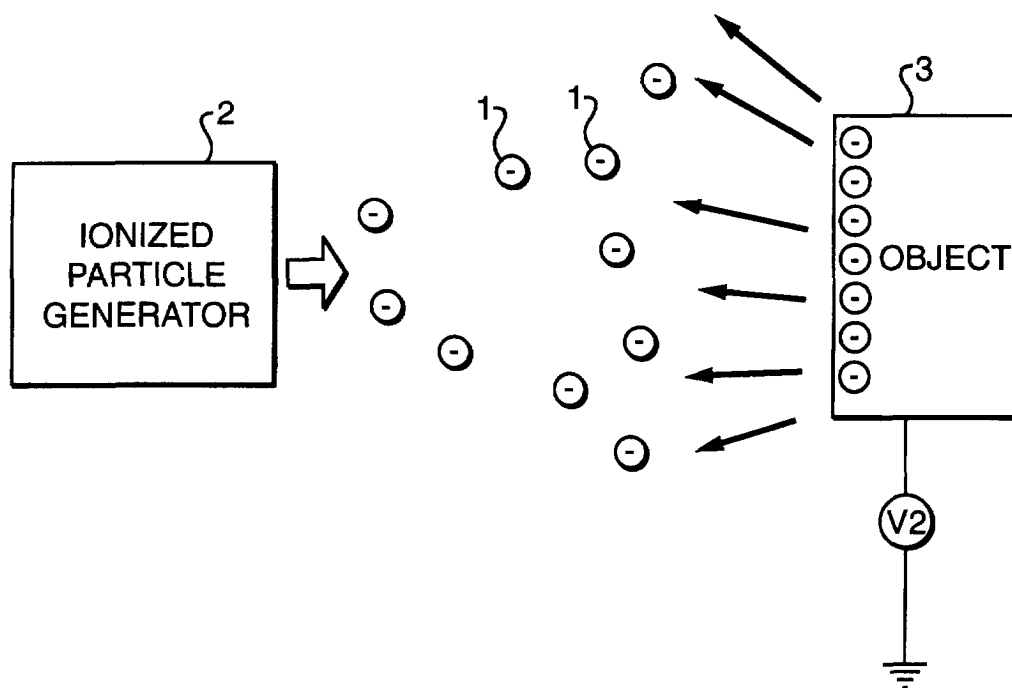 2
IONIZED
PARTICLE
GENERATOR
1
1
3
OBJECT
V2